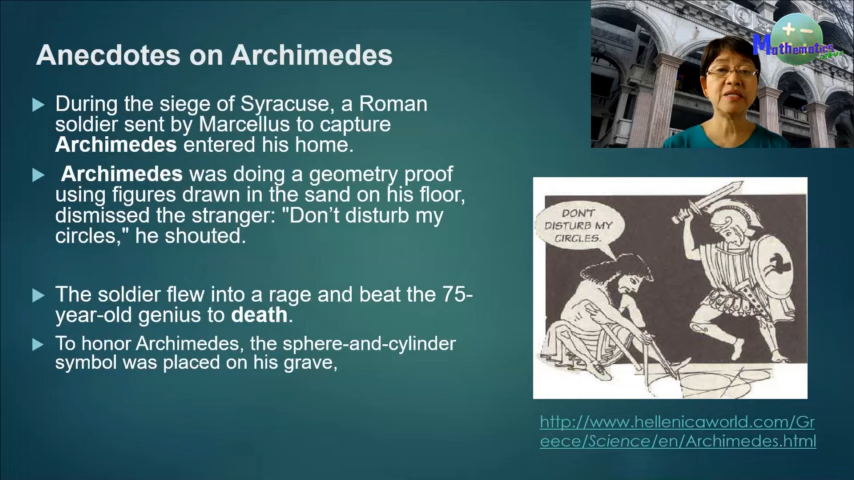 Anecdotes on Archimedes
During the siege of Syracuse, a Roman
soldier sent by Marcellus to capture
Archimedes entered his home.
Archimedes was doing a geometry proof
using figures drawn in the sand on his floor,
dismissed the stranger: "Don't disturb my
circles," he shouted.
The soldier flew into a rage and beat the 75-
year-old genius to death.
To honor Archimedes, the sphere-and-cylinder
symbol was placed on his grave,
Mathematics
DON'T
DISTURB MY
CIRCLES.
http://www.hellenicaworld.com/Gr
eece/Science/en/Archimedes.html